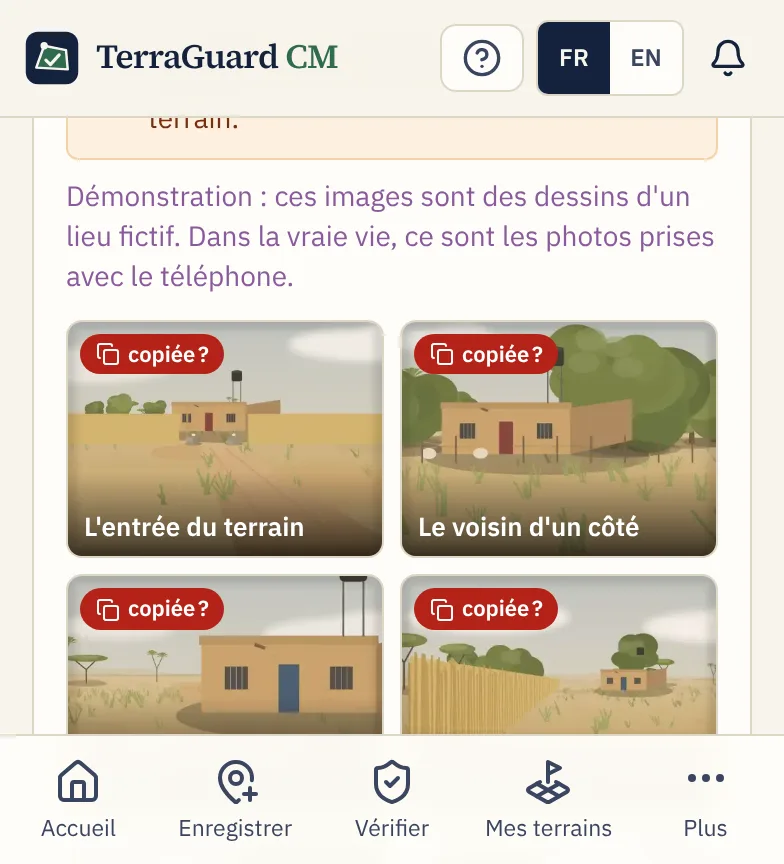 TerraGuard CM
FR
EN
terrain.
Démonstration : ces images sont des dessins d'un
lieu fictif. Dans la vraie vie, ce sont les photos prises
avec le téléphone.
copiée ?
copiée ?
L'entrée du terrain
Le voisin d'un côté
copiée ?
copiée ?
Accueil
Enregistrer
Vérifier
Mes terrains
Plus